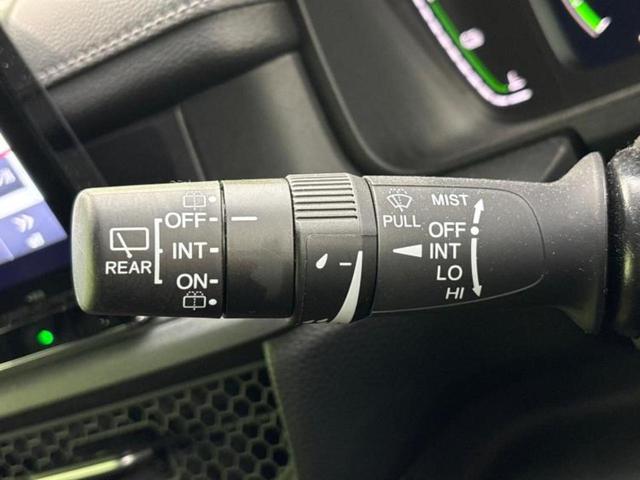 OFF
INT
ON
REAR
PULL
MIST
OFF
INT
LO
HI